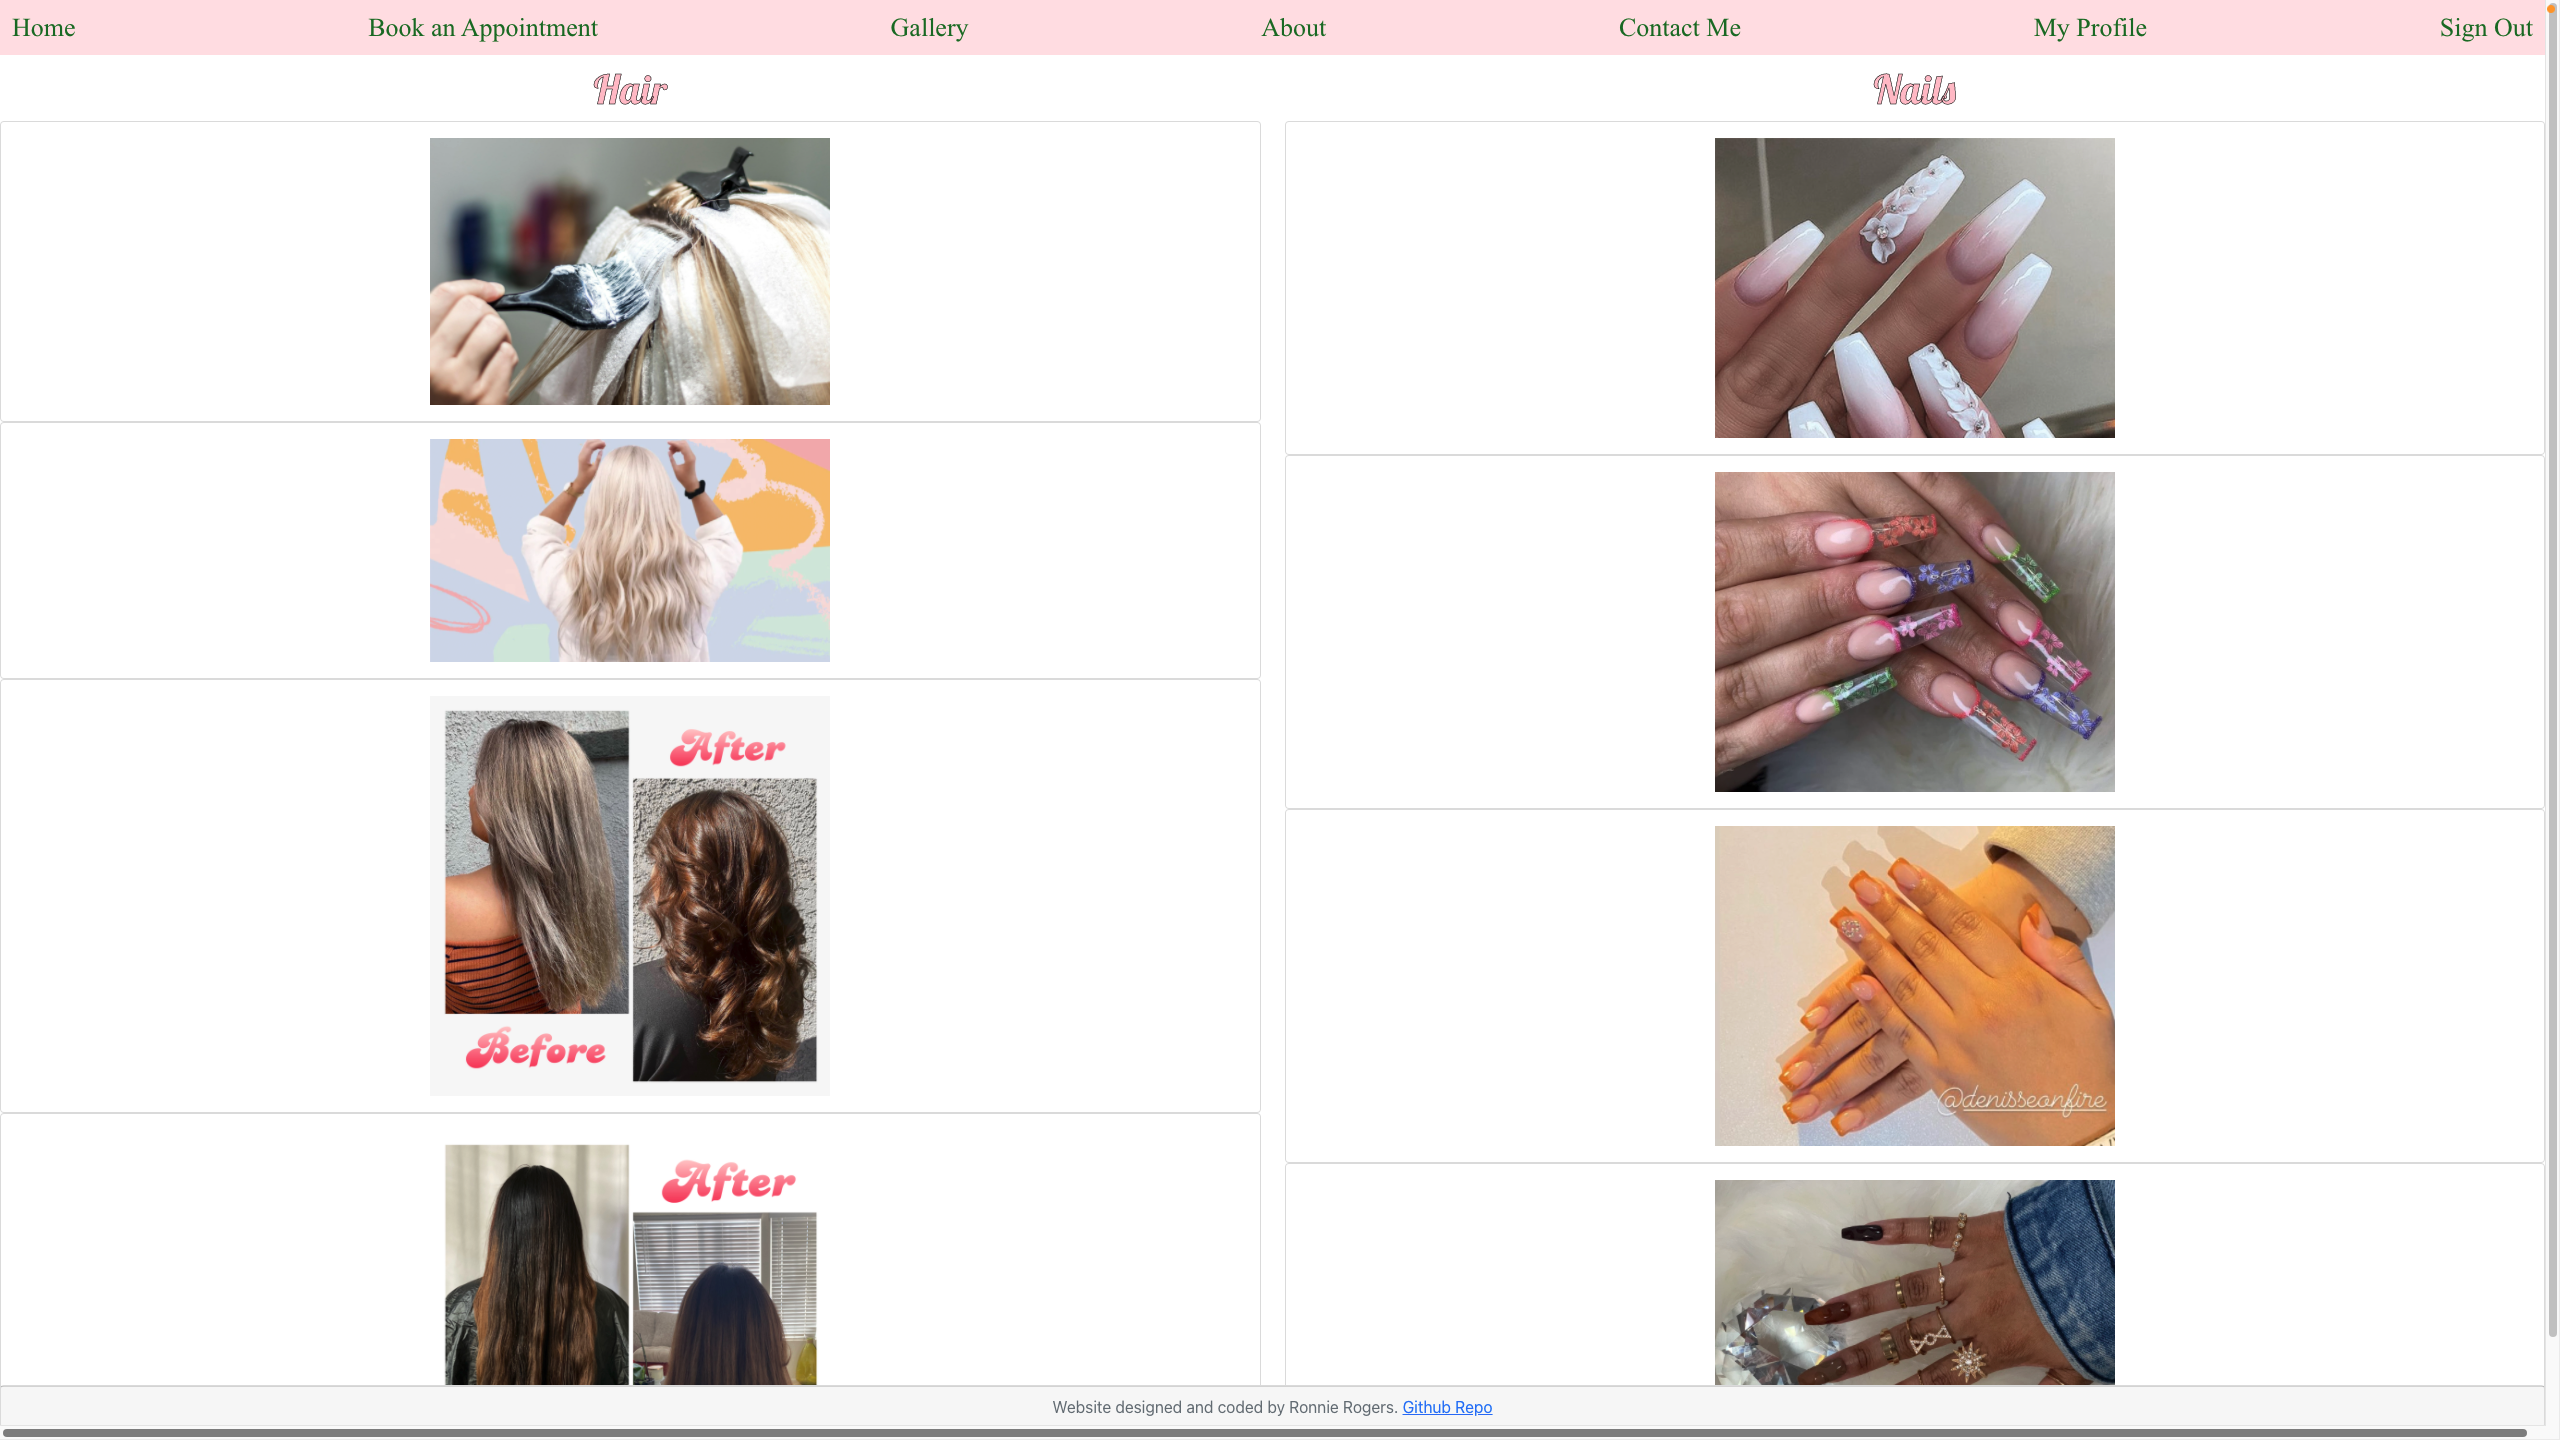 Home Book an Appointment Gallery About Contact Me My Profile Sign Out
Hair
Nails
After
Before
@denisseonfire
After
Website designed and coded by Ronnie Rogers. Github Repo